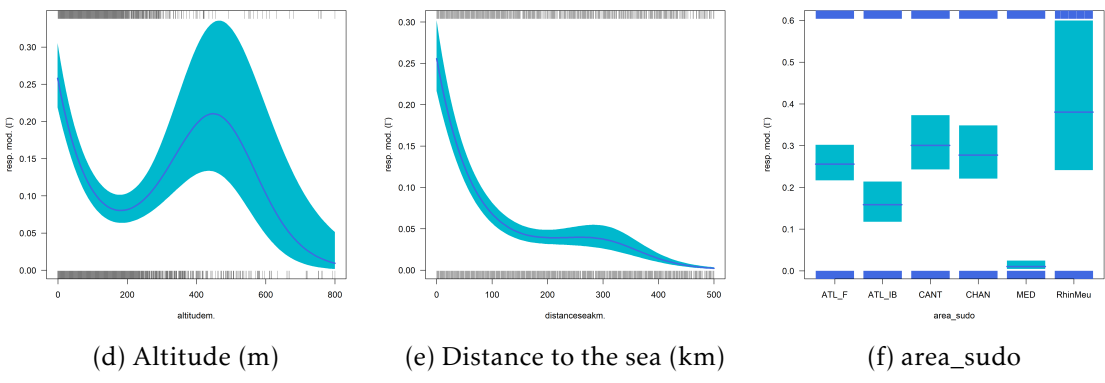 resp. mod. (Γ)
0.30
0.25
0.20
0.15
0.10
0.05
0.00
0 200 400 600 800
altitudem.
(d) Altitude (m)
resp. mod. (Γ)
0.30
0.25
0.20
0.15
0.10
0.05
0.00
0 100 200 300 400 500
distanceseakm.
(e) Distance to the sea (km)
resp. mod. (Γ)
0.6
0.5
0.4
0.3
0.2
0.1
0.0
ATL_F ATL_IB CANT CHAN MED RhinMeu
area_sudo
(f) area_sudo